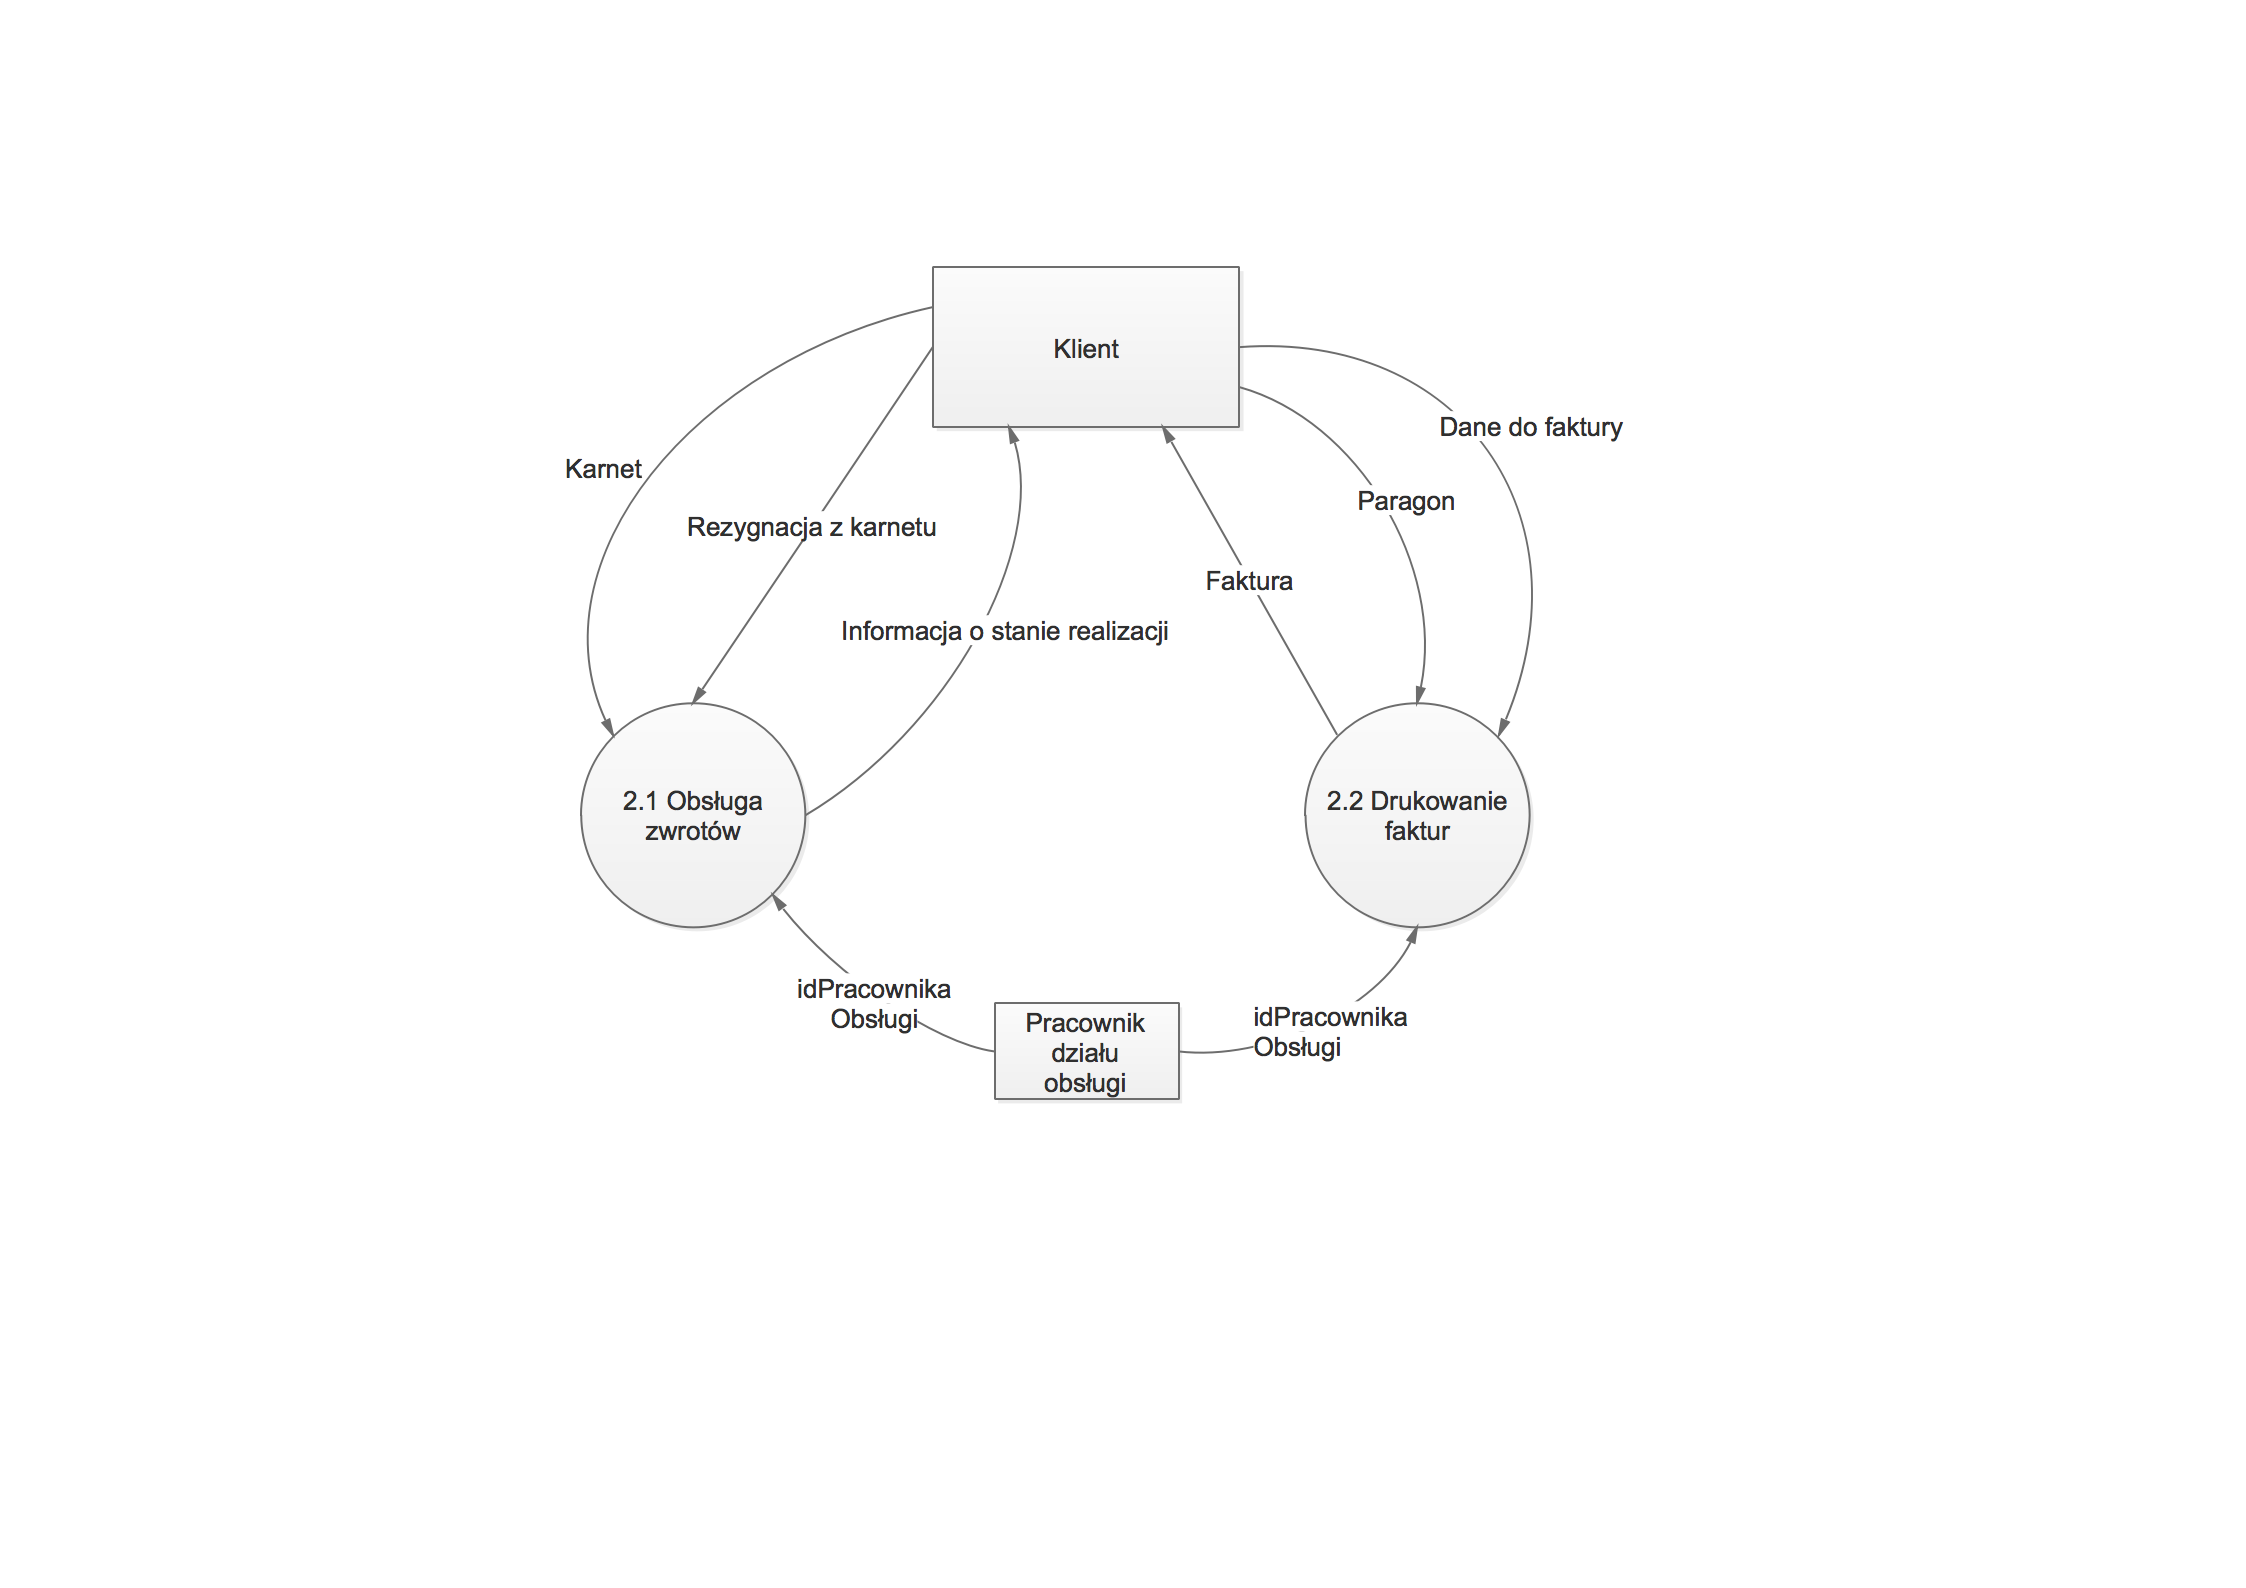 Klient
Dane do faktury
Karnet
Paragon
Rezygnacja z karnetu
Faktura
Informacja o stanie realizacji
2.1 Obsługa
zwrotów
2.2 Drukowanie
faktur
idPracownika
Obsługi
Pracownik
działu
obsługi
idPracownika
Obsługi